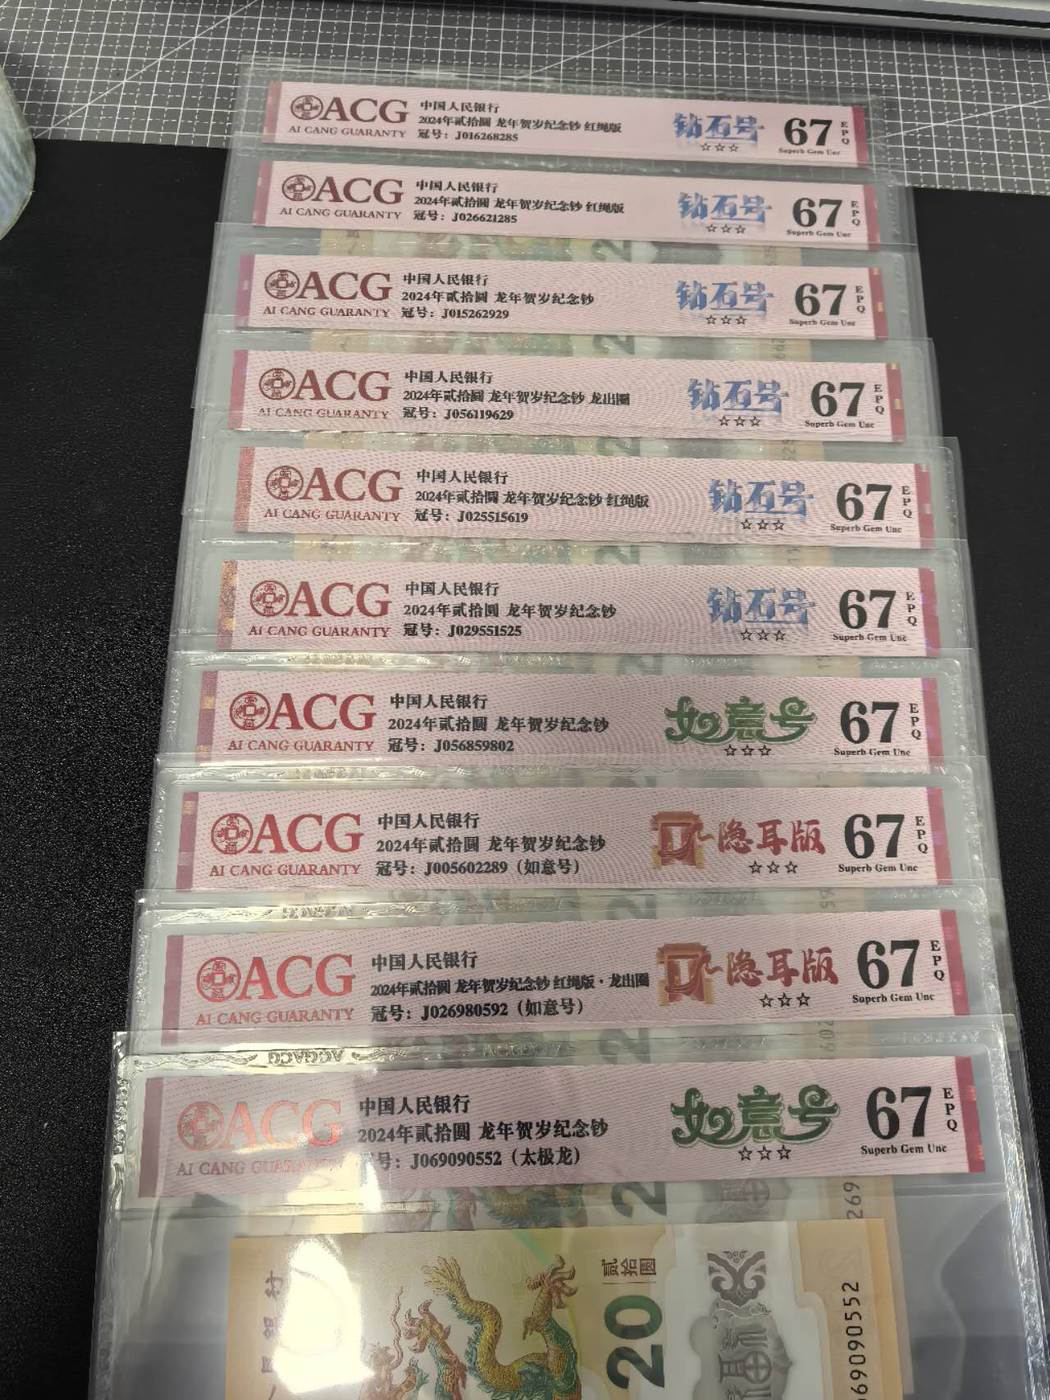 ACG
AI CANG GUARANTY
中国人民银行
2024年贰拾圆 龙年贺岁纪念钞 红绳版
冠号：J016268285
钻石号
☆☆☆
67
EPQ
Superb Gem Unc
ACG
AI CANG GUARANTY
中国人民银行
2024年贰拾圆 龙年贺岁纪念钞 红绳版
冠号：J026621285
钻石号
☆☆☆
67
EPQ
Superb Gem Unc
ACG
AI CANG GUARANTY
中国人民银行
2024年贰拾圆 龙年贺岁纪念钞
冠号：J015262929
钻石号
☆☆☆
67
EPQ
Superb Gem Unc
ACG
AI CANG GUARANTY
中国人民银行
2024年贰拾圆 龙年贺岁纪念钞 龙出圈
冠号：J056119629
钻石号
☆☆☆
67
EPQ
Superb Gem Unc
ACG
AI CANG GUARANTY
中国人民银行
2024年贰拾圆 龙年贺岁纪念钞 红绳版
冠号：J025515619
钻石号
☆☆☆
67
EPQ
Superb Gem Unc
ACG
AI CANG GUARANTY
中国人民银行
2024年贰拾圆 龙年贺岁纪念钞
冠号：J029551525
钻石号
☆☆☆
67
EPQ
Superb Gem Unc
ACG
AI CANG GUARANTY
中国人民银行
2024年贰拾圆 龙年贺岁纪念钞
冠号：J056859802
如意号
☆☆☆
67
EPQ
Superb Gem Unc
ACG
AI CANG GUARANTY
中国人民银行
2024年贰拾圆 龙年贺岁纪念钞
冠号：J005602289（如意号）
隐耳版
☆☆☆
67
EPQ
Superb Gem Unc
ACG
AI CANG GUARANTY
中国人民银行
2024年贰拾圆 龙年贺岁纪念钞 红绳版·龙出圈
冠号：J026980592（如意号）
隐耳版
☆☆☆
67
EPQ
Superb Gem Unc
ACGACG
ACG
AI CANG GUARANTY
中国人民银行
2024年贰拾圆 龙年贺岁纪念钞
号：J069090552（太极龙）
如意号
☆☆☆
67
EPQ
Superb Gem Unc
贰拾圆
20
69090552